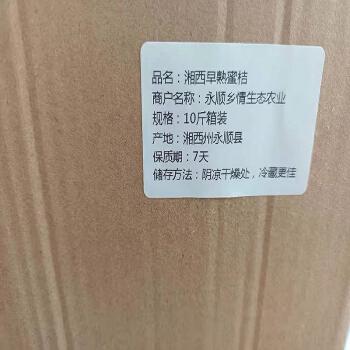 品名：湘西早熟蜜桔
商户名称：永顺乡情生态农业
规格：10斤箱装
产地：湘西州永顺县
保质期：7天
储存方法：阴凉干燥处，冷藏更佳